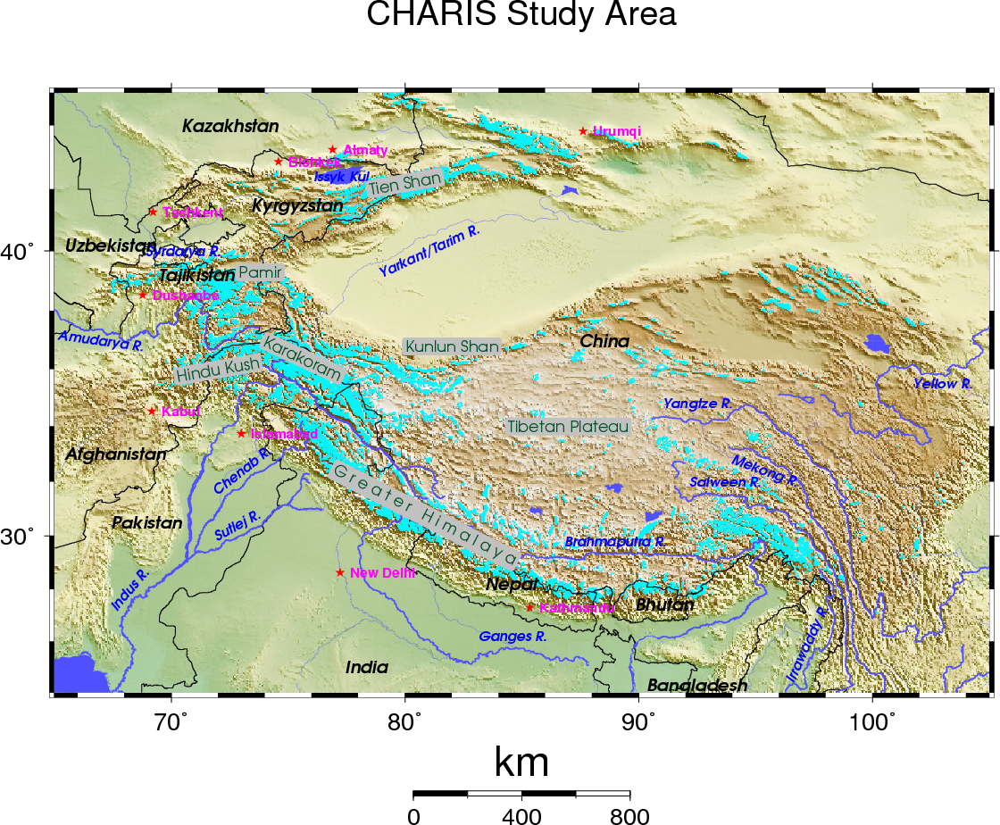 CHARIS Study Area
Kazakhstan
Urumqi
Almaty
Bishkek
Issyk Kul
Tien Shan
Kyrgyzstan
Tashkent
Uzbekistan
Syrdarya R.
40°
Yarkant/Tarim R.
Pamir
Tajikistan
Dushanbe
Amudarya R.
Karakoram
Kunlun Shan
China
Hindu Kush
Yellow R.
Yangtze R.
Kabul
Tibetan Plateau
Islamabad
Afghanistan
Chenab R.
Mekong R.
Salween R.
Greater Himalaya
Pakistan
Sutlej R.
30°
Brahmaputra R.
New Delhi
Indus R.
Nepal
Kathmandu
Bhutan
Ganges R.
Irrawaddy R.
India
Bangladesh
70° 80° 90° 100°
km
0 400 800